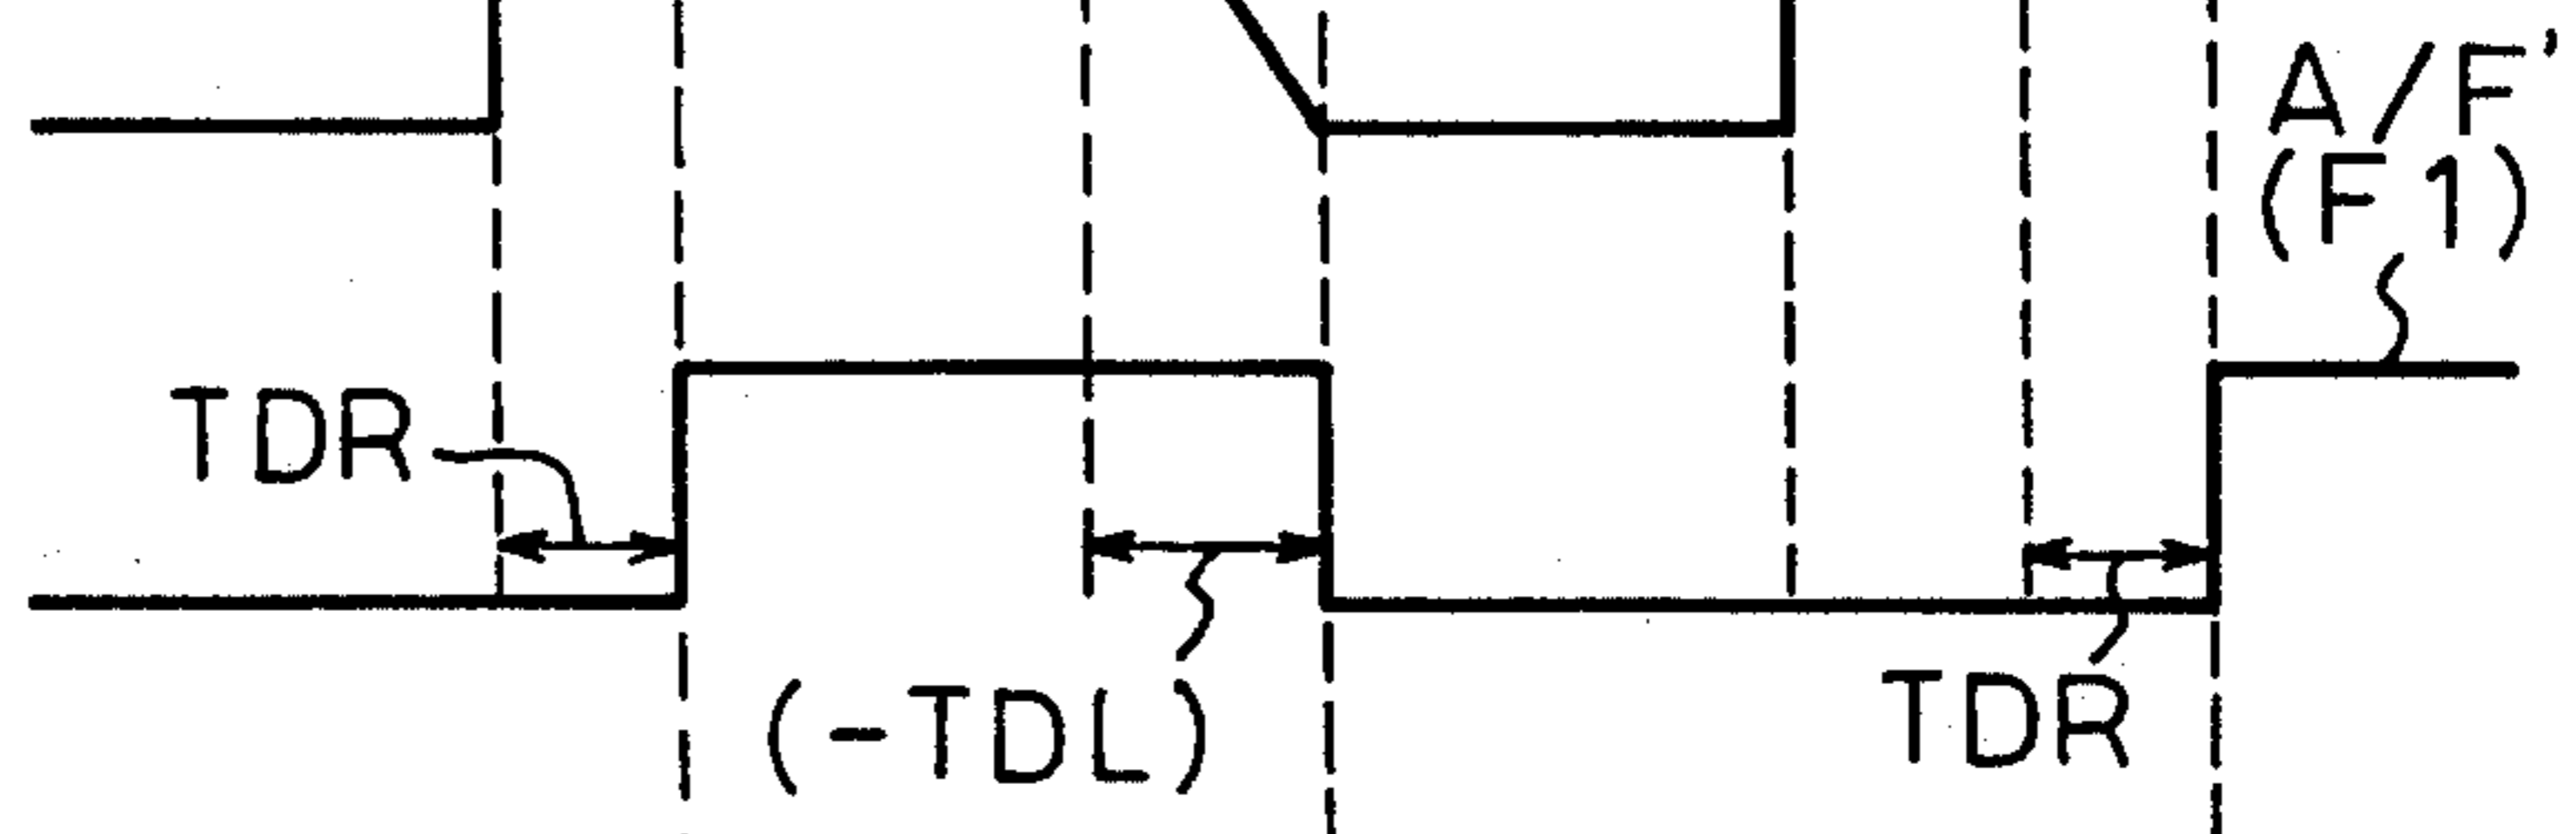 A/F'
(F1)
TDR
(-TDL)
TDR